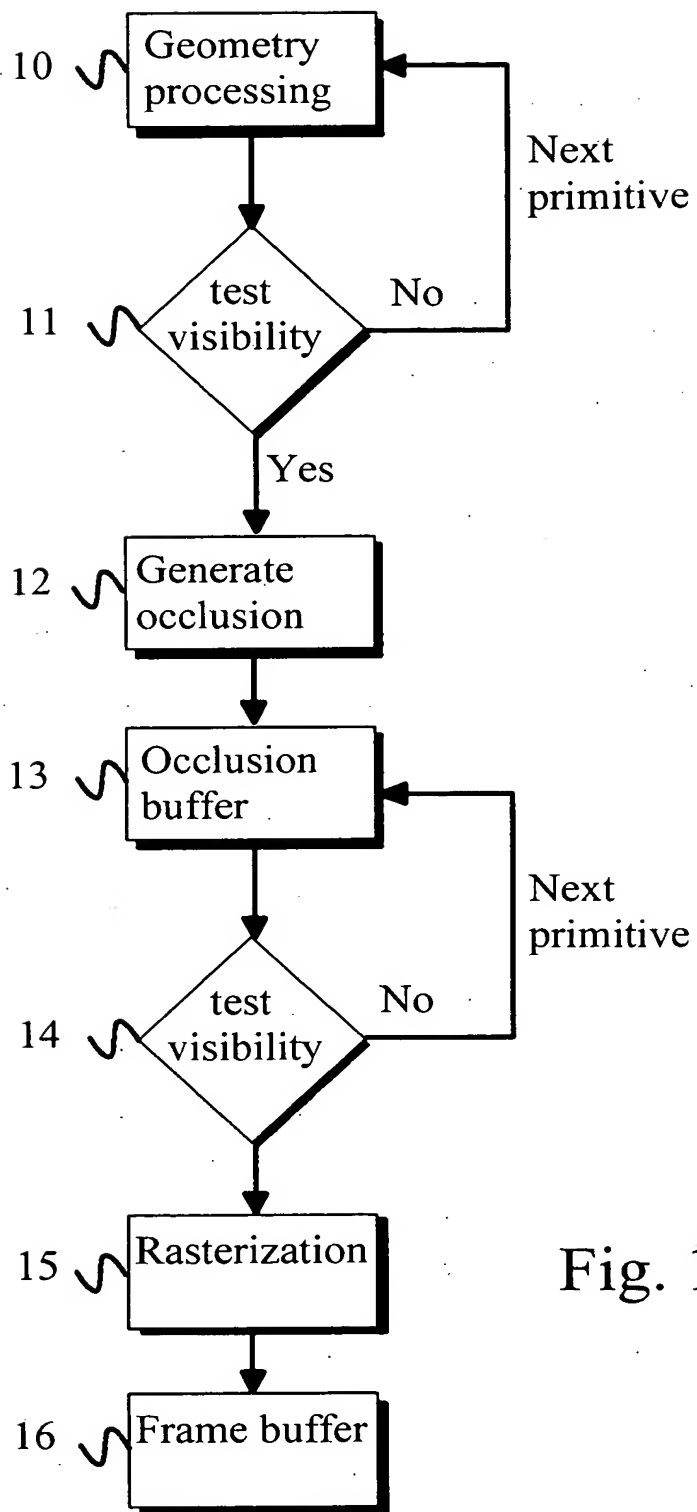 10
Geometry
processing
Next
primitive
11
test
visibility
No
Yes
12
Generate
occlusion
13
Occlusion
buffer
Next
primitive
14
test
visibility
No
15
Rasterization
Fig.
16
Frame buffer